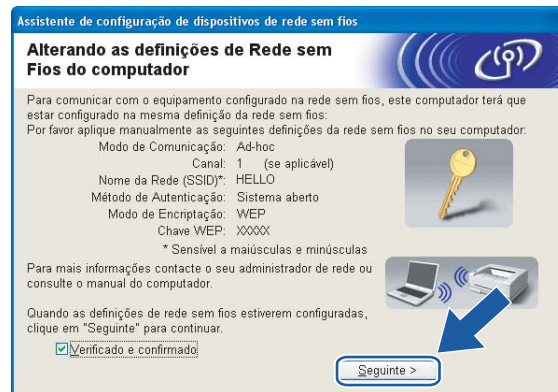 Assistente de configuração de dispositivos de rede sem fios
Alterando as definições de Rede sem
Fios do computador
Para comunicar com o equipamento configurado na rede sem fios, este computador terá que
estar configurado na mesma definição da rede sem fios:
Por favor aplique manualmente as seguintes definições da rede sem fios no seu computador:
Modo de Comunicação: Ad-hoc
Canal: 1 (se aplicável)
Nome da Rede (SSID)*: HELLO
Método de Autenticação: Sistema aberto
Modo de Encriptação: WEP
Chave WEP: XXXXX
* Sensível a maiúsculas e minúsculas
Para mais informações contacte o seu administrador de rede ou
consulte o manual do computador.
Quando as definições de rede sem fios estiverem configuradas,
clique em "Seguinte" para continuar.
Verificado e confirmado
Seguinte >